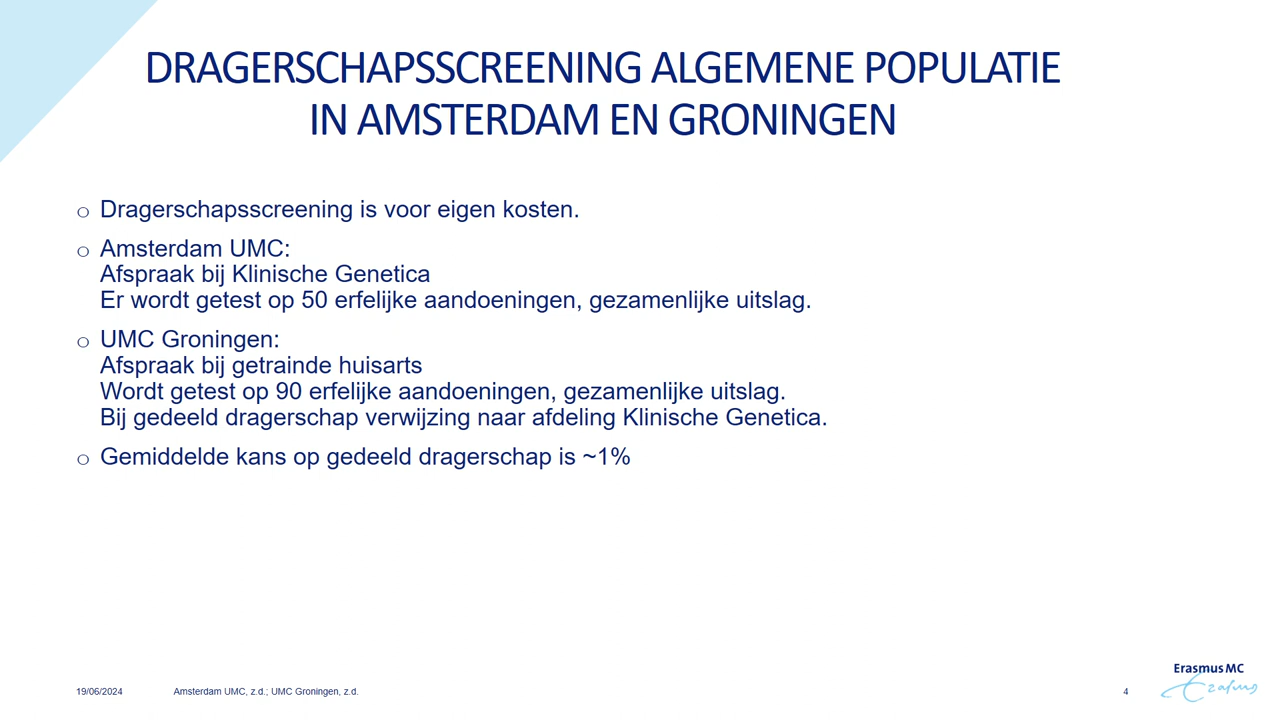 DRAGERSCHAPSSCREENING ALGEMENE POPULATIE
IN AMSTERDAM EN GRONINGEN
o Dragerschapsscreening is voor eigen kosten.
o Amsterdam UMC:
Afspraak bij Klinische Genetica
Er wordt getest op 50 erfelijke aandoeningen, gezamenlijke uitslag.
o UMC Groningen:
Afspraak bij getrainde huisarts
Wordt getest op 90 erfelijke aandoeningen, gezamenlijke uitslag.
Bij gedeeld dragerschap verwijzing naar afdeling Klinische Genetica.
o Gemiddelde kans op gedeeld dragerschap is ~1%
19/06/2024
Amsterdam UMC, z.d.; UMC Groningen, z.d.
4
Erasmus MC
Erasmus